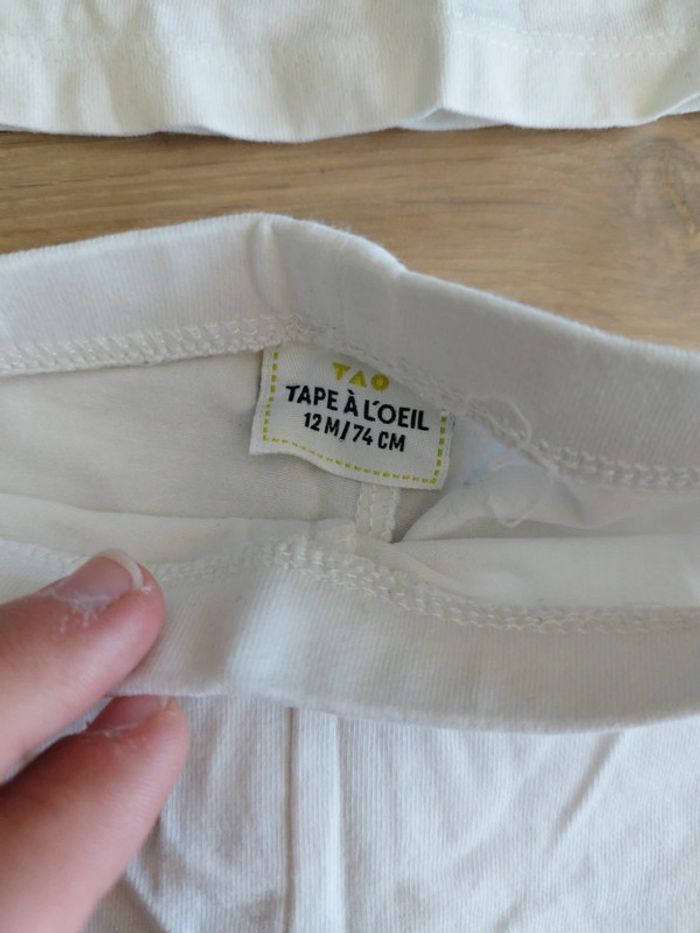 TAO
TAPE À L'OEIL
12 M/74 CM